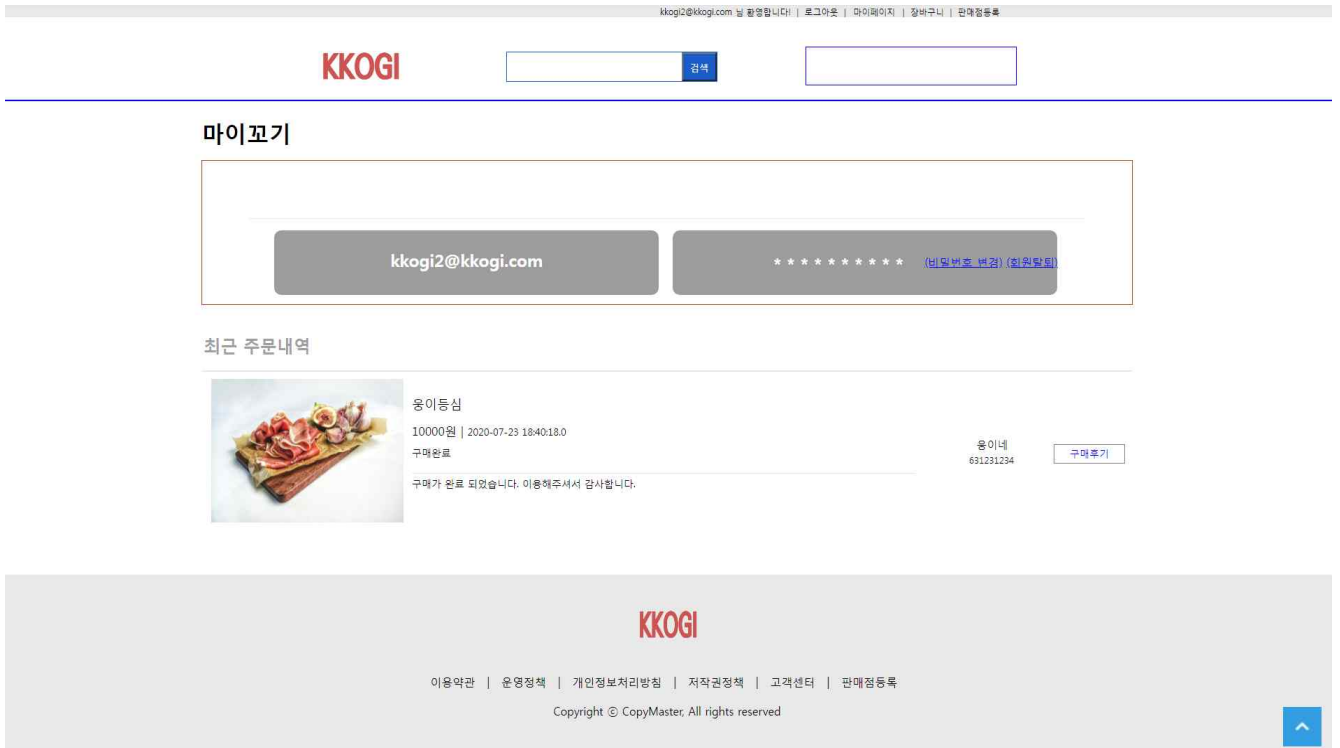 kkogi2@kkogi.com 님 환영합니다! | 로그아웃 | 마이페이지 | 장바구니 | 판매점등록
KKOGI
검색
마이꼬기
kkogi2@kkogi.com
* * * * * * * * * * (비밀번호 변경) (회원탈퇴)
최근 주문내역
웅이등심
10000원 | 2020-07-23 18:40:18.0
구매완료
웅이네
631231234
구매후기
구매가 완료 되었습니다. 이용해주셔서 감사합니다.
KKOGI
이용약관 | 운영정책 | 개인정보처리방침 | 저작권정책 | 고객센터 | 판매점등록
Copyright ⓒ CopyMaster, All rights reserved